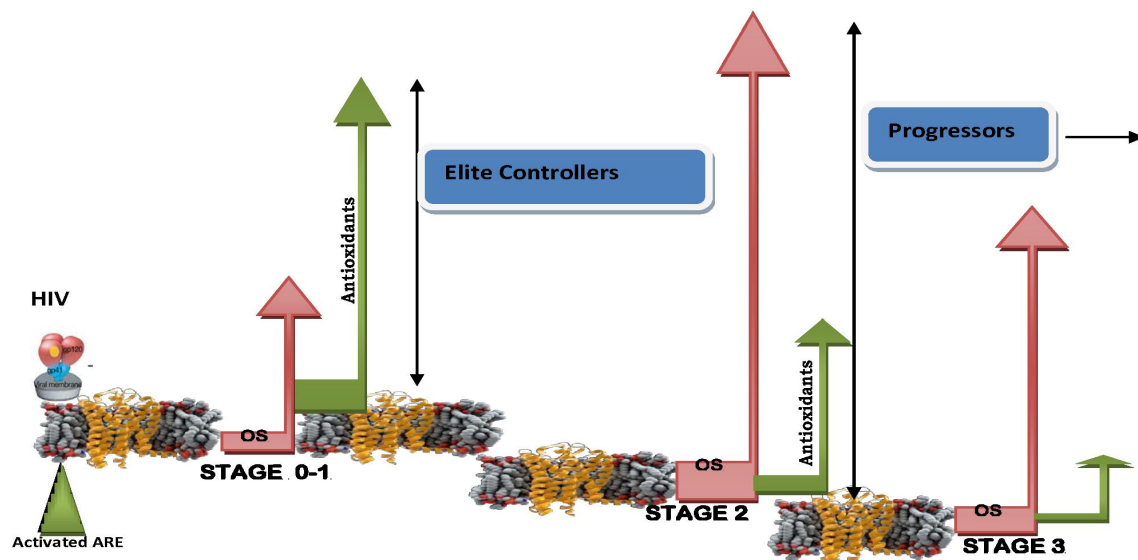 Progressors
Elite Controllers
Antioxidants
HIV
gp120
gp41
Viral membrane
Antioxidants
OS
STAGE 0-1
OS
STAGE 2
OS
STAGE 3
Activated ARE